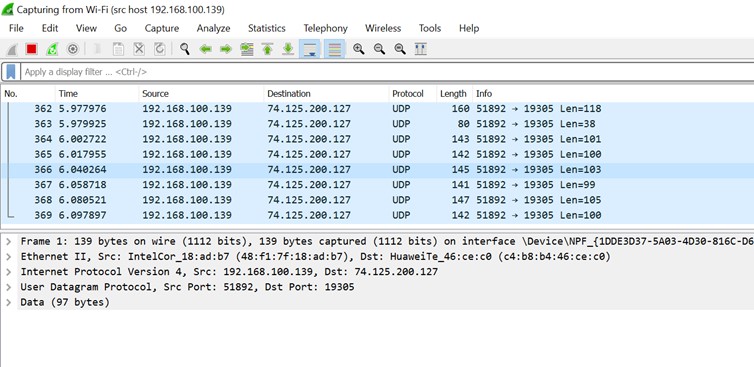 Capturing from Wi-Fi (src host 192.168.100.139)
File Edit View Go Capture Analyze Statistics Telephony Wireless Tools Help
Apply a display filter ... <Ctrl-/>
No. Time Source Destination Protocol Length Info
362 5.977976 192.168.100.139 74.125.200.127 UDP 160 51892 → 19305 Len=118
363 5.979925 192.168.100.139 74.125.200.127 UDP 80 51892 → 19305 Len=38
364 6.002722 192.168.100.139 74.125.200.127 UDP 143 51892 → 19305 Len=101
365 6.017955 192.168.100.139 74.125.200.127 UDP 142 51892 → 19305 Len=100
366 6.040264 192.168.100.139 74.125.200.127 UDP 145 51892 → 19305 Len=103
367 6.058718 192.168.100.139 74.125.200.127 UDP 141 51892 → 19305 Len=99
368 6.080521 192.168.100.139 74.125.200.127 UDP 147 51892 → 19305 Len=105
369 6.097897 192.168.100.139 74.125.200.127 UDP 142 51892 → 19305 Len=100
Frame 1: 139 bytes on wire (1112 bits), 139 bytes captured (1112 bits) on interface \Device\NPF_{1DDE3D37-5A03-4D30-816C-D6
Ethernet II, Src: IntelCor_18:ad:b7 (48:f1:7f:18:ad:b7), Dst: HuaweiTe_46:ce:c0 (c4:b8:b4:46:ce:c0)
Internet Protocol Version 4, Src: 192.168.100.139, Dst: 74.125.200.127
User Datagram Protocol, Src Port: 51892, Dst Port: 19305
Data (97 bytes)